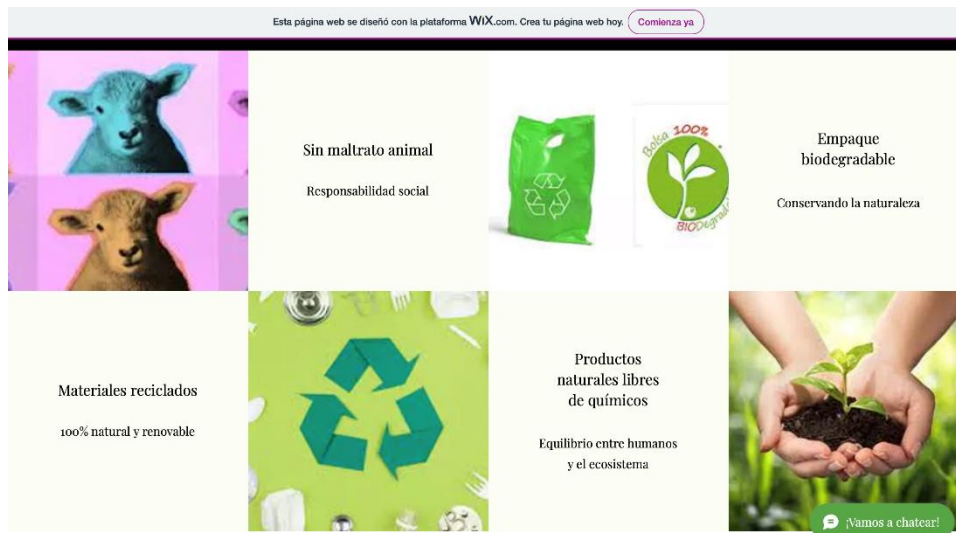 Esta página web se diseñó con la plataforma WiX.com. Crea tu página web hoy. Comienza ya
Sin maltrato animal
Responsabilidad social
Bolsa 100%
BIODegrada
Empaque
biodegradable
Conservando la naturaleza
Materiales reciclados
100% natural y renovable
Productos
naturales libres
de químicos
Equilibrio entre humanos
y el ecosistema
¡Vamos a chatear!